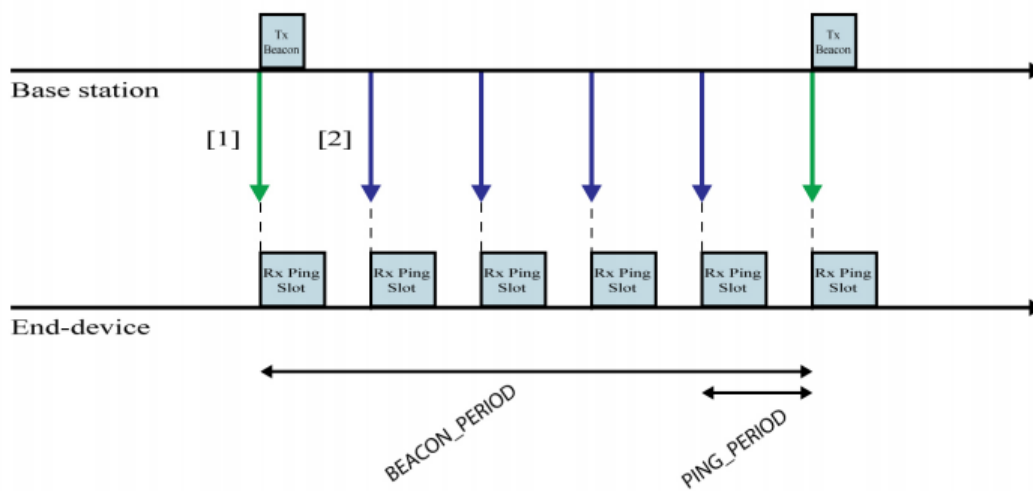 Tx
Beacon
Tx
Beacon
Base station
[1]
[2]
Rx Ping
Slot
Rx Ping
Slot
Rx Ping
Slot
Rx Ping
Slot
Rx Ping
Slot
Rx Ping
Slot
End-device
BEACON_PERIOD
PING_PERIOD